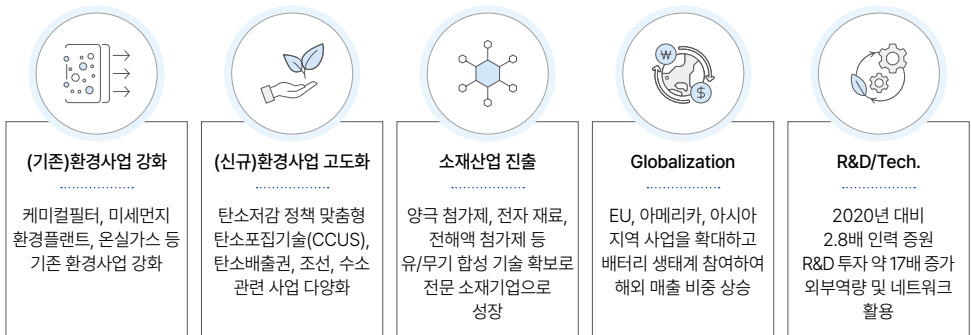 (기존)환경사업 강화
케미컬필터, 미세먼지
환경플랜트, 온실가스 등
기존 환경사업 강화
(신규)환경사업 고도화
탄소저감 정책 맞춤형
탄소포집기술(CCUS),
탄소배출권, 조선, 수소
관련 사업 다양화
소재산업 진출
양극 첨가제, 전자 재료,
전해액 첨가제 등
유/무기 합성 기술 확보로
전문 소재기업으로
성장
₩
$
Globalization
EU, 아메리카, 아시아
지역 사업을 확대하고
배터리 생태계 참여하여
해외 매출 비중 상승
R&D/Tech.
2020년 대비
2.8배 인력 증원
R&D 투자 약 17배 증가
외부역량 및 네트워크
활용